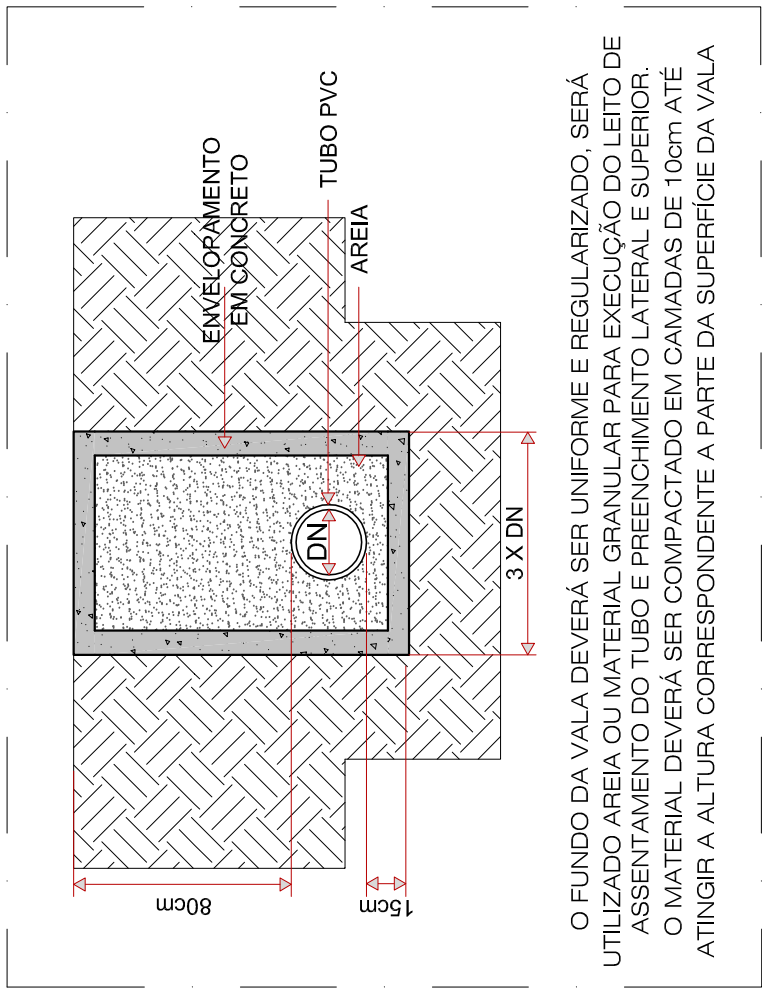 ENVELOPAMENTO
EM CONCRETO
TUBO PVC
AREIA
DN
3 X DN
80cm
15cm
O FUNDO DA VALA DEVERÁ SER UNIFORME E REGULARIZADO, SERÁ
UTILIZADO AREIA OU MATERIAL GRANULAR PARA EXECUÇÃO DO LEITO DE
ASSENTAMENTO DO TUBO E PREENCHIMENTO LATERAL E SUPERIOR.
O MATERIAL DEVERÁ SER COMPACTADO EM CAMADAS DE 10cm ATÉ
ATINGIR A ALTURA CORRESPONDENTE A PARTE DA SUPERFÍCIE DA VALA